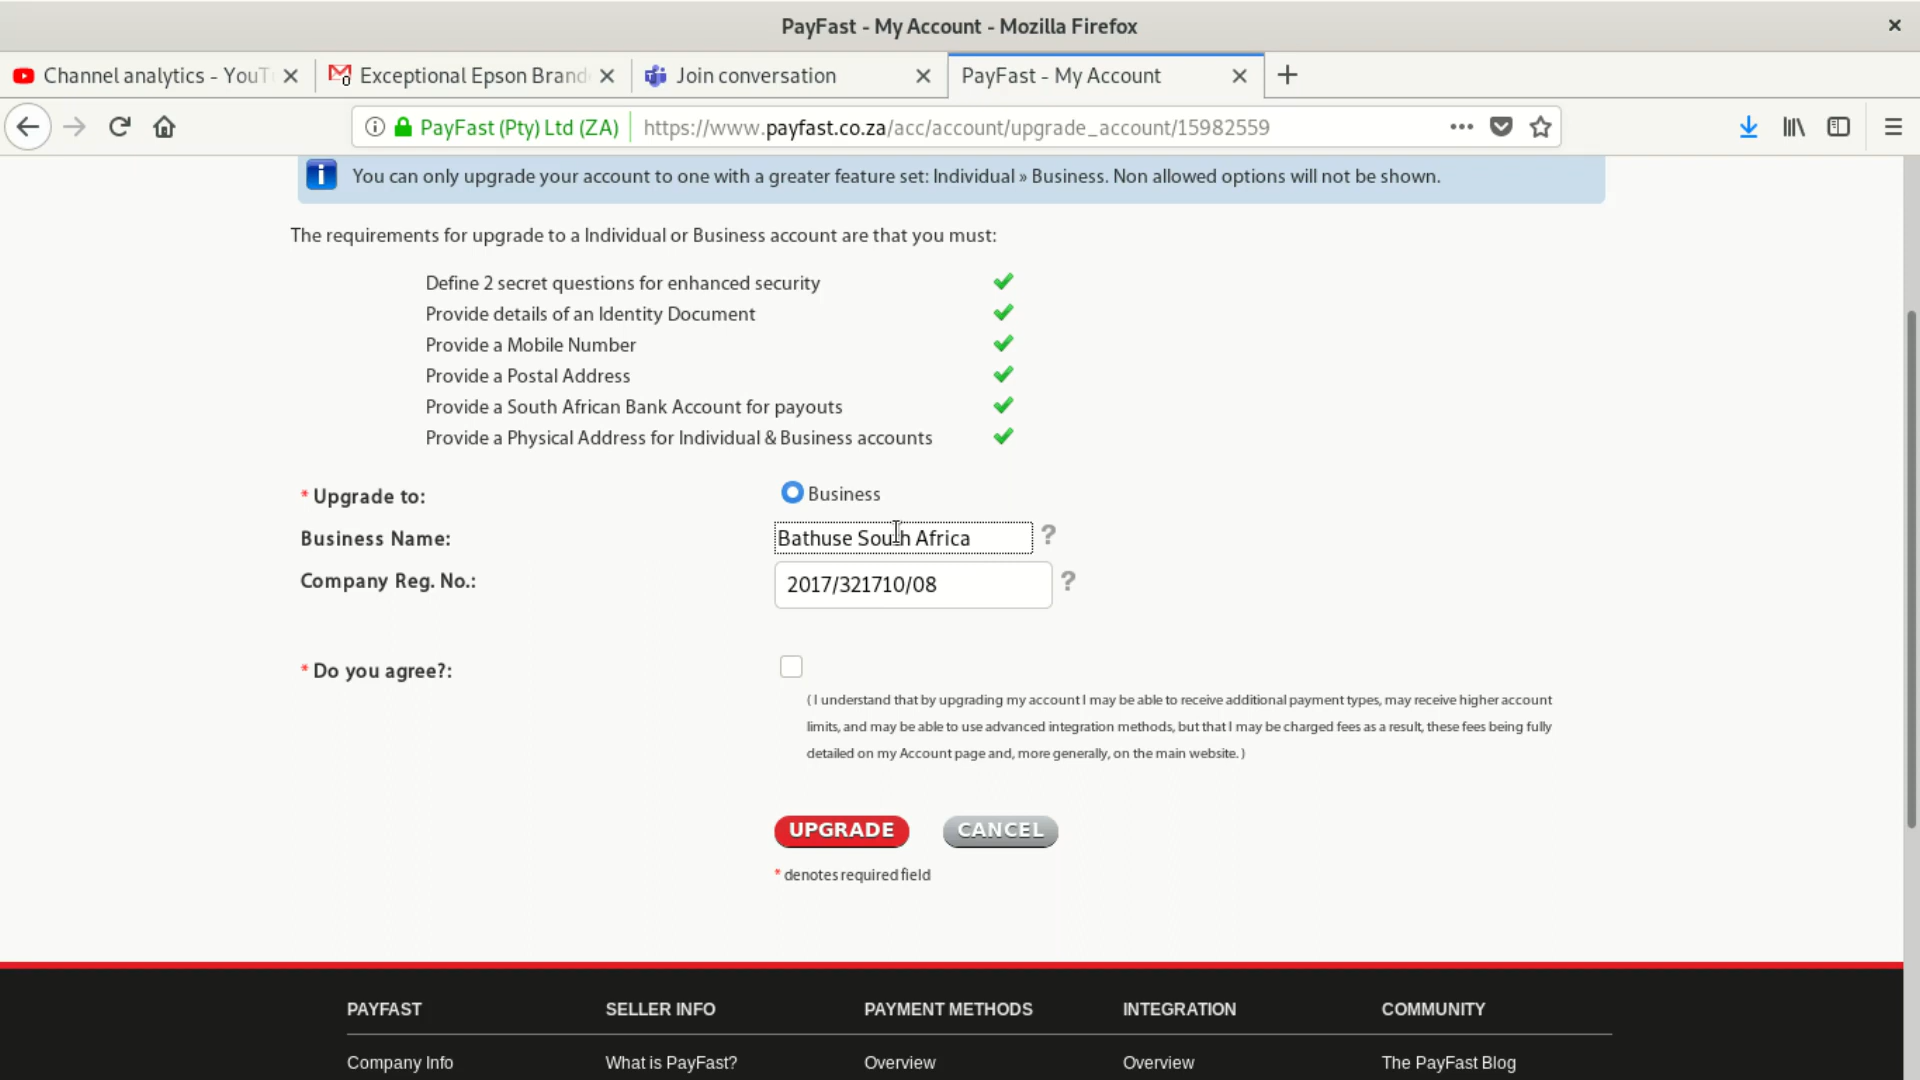 PayFast - My Account - Mozilla Firefox
Channel analytics - YouT
Exceptional Epson Brand
Join conversation
PayFast - My Account
PayFast (Pty) Ltd (ZA)
https://www.payfast.co.za/acc/account/upgrade_account/15982559
You can only upgrade your account to one with a greater feature set: Individual » Business. Non allowed options will not be shown.
The requirements for upgrade to a Individual or Business account are that you must:
Define 2 secret questions for enhanced security
Provide details of an Identity Document
Provide a Mobile Number
Provide a Postal Address
Provide a South African Bank Account for payouts
Provide a Physical Address for Individual & Business accounts
* Upgrade to: Business
Business Name: Bathuse South Africa ?
Company Reg. No.: 2017/321710/08 ?
* Do you agree?:
( I understand that by upgrading my account I may be able to receive additional payment types, may receive higher account
limits, and may be able to use advanced integration methods, but that I may be charged fees as a result, these fees being fully
detailed on my Account page and, more generally, on the main website. )
UPGRADE CANCEL
* denotes required field
PAYFAST SELLER INFO PAYMENT METHODS INTEGRATION COMMUNITY
Company Info What is PayFast? Overview Overview The PayFast Blog